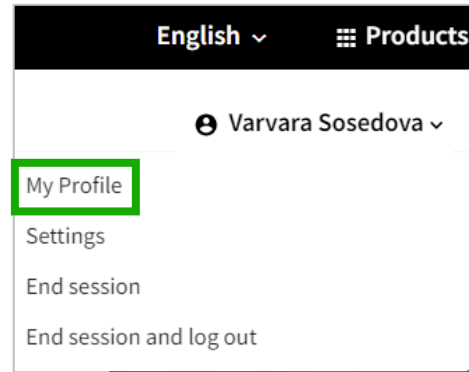 English Products
Varvara Sosedova
My Profile
Settings
End session
End session and log out